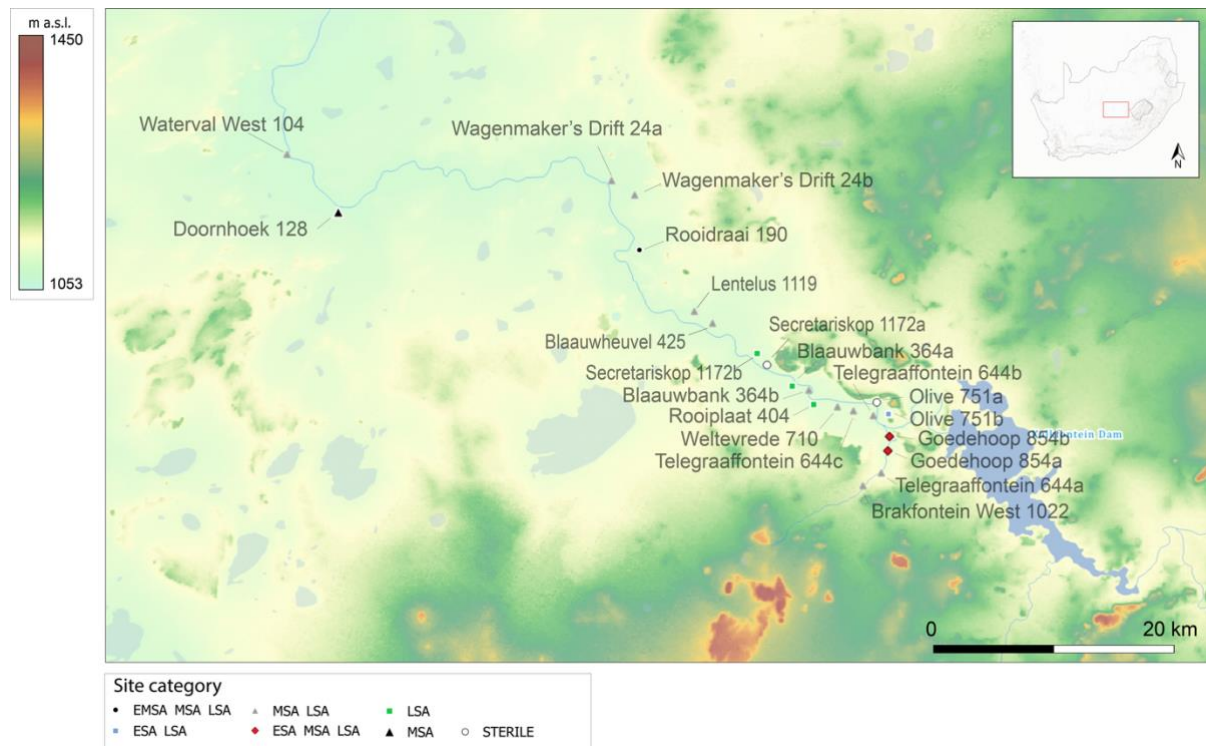 m a.s.l.
1450
1053
N
Waterval West 104
Wagenmaker's Drift 24a
Wagenmaker's Drift 24b
Doornhoek 128
Rooidraai 190
Lentelus 1119
Secretariskop 1172a
Blaauwheuvel 425
Blaauwbank 364a
Secretariskop 1172b
Telegraaffontein 644b
Blaauwbank 364b
Olive 751a
Rooiplaat 404
Olive 751b
Weltevrede 710
Goedehoop 854b
ntein Dam
Telegraaffontein 644c
Goedehoop 854a
Telegraaffontein 644a
Brakfontein West 1022
0 20 km
Site category
EMSA MSA LSA
MSA LSA
LSA
ESA LSA
ESA MSA LSA
MSA
STERILE